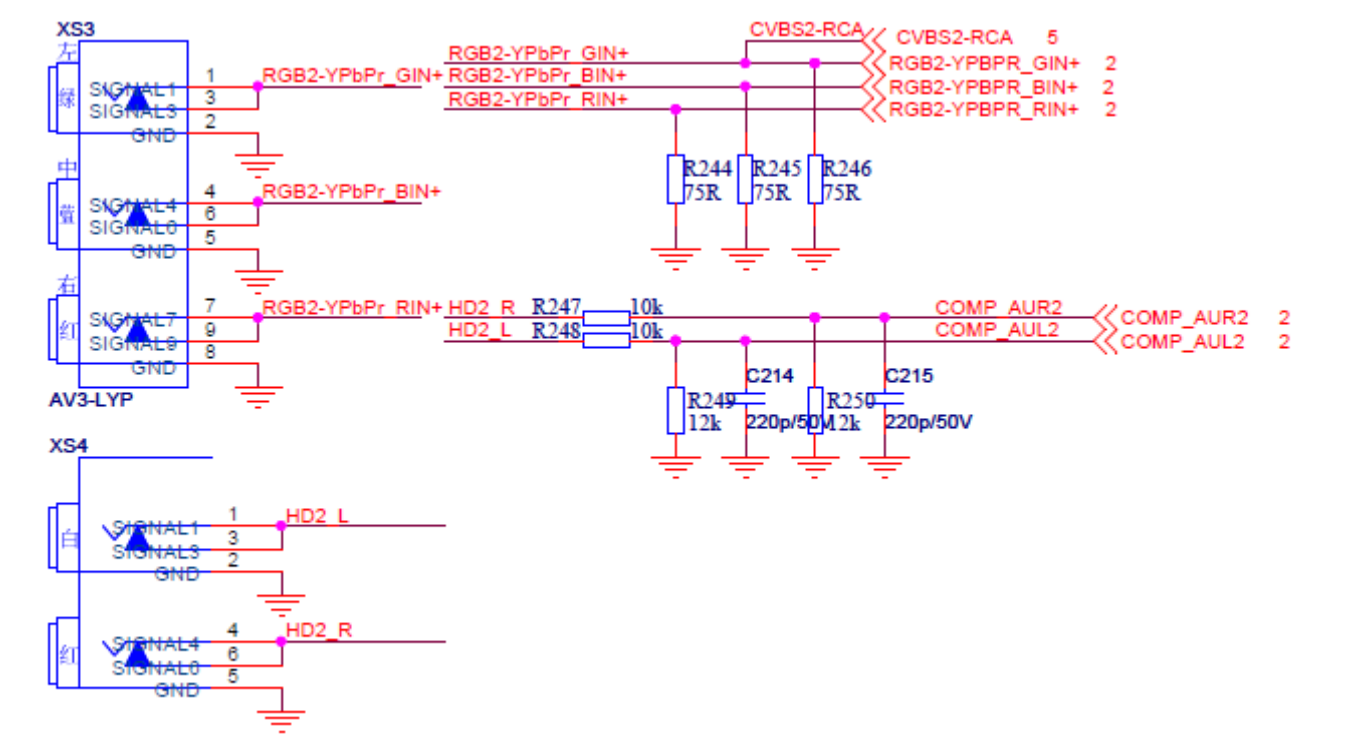 XS3
左
绿
SIGNAL1
SIGNAL3
GND
1
3
2
RGB2-YPbPr_GIN+
中
SIGNAL4
SIGNAL6
GND
4
6
5
RGB2-YPbPr_BIN+
右
红
SIGNAL7
SIGNAL9
GND
7
9
8
RGB2-YPbPr_RIN+
AV3-LYP
RGB2-YPbPr_GIN+
RGB2-YPbPr_BIN+
RGB2-YPbPr_RIN+
CVBS2-RCA
CVBS2-RCA 5
RGB2-YPBPR_GIN+ 2
RGB2-YPBPR_BIN+ 2
RGB2-YPBPR_RIN+ 2
R244
75R
R245
75R
R246
75R
HD2_R R247 10k
HD2_L R248 10k
COMP_AUR2
COMP_AUL2
COMP_AUR2 2
COMP_AUL2 2
R249
12k
C214
220p/50V
R250
12k
C215
220p/50V
XS4
白
SIGNAL1
SIGNAL3
GND
1
3
2
HD2_L
红
SIGNAL4
SIGNAL6
GND
4
6
5
HD2_R